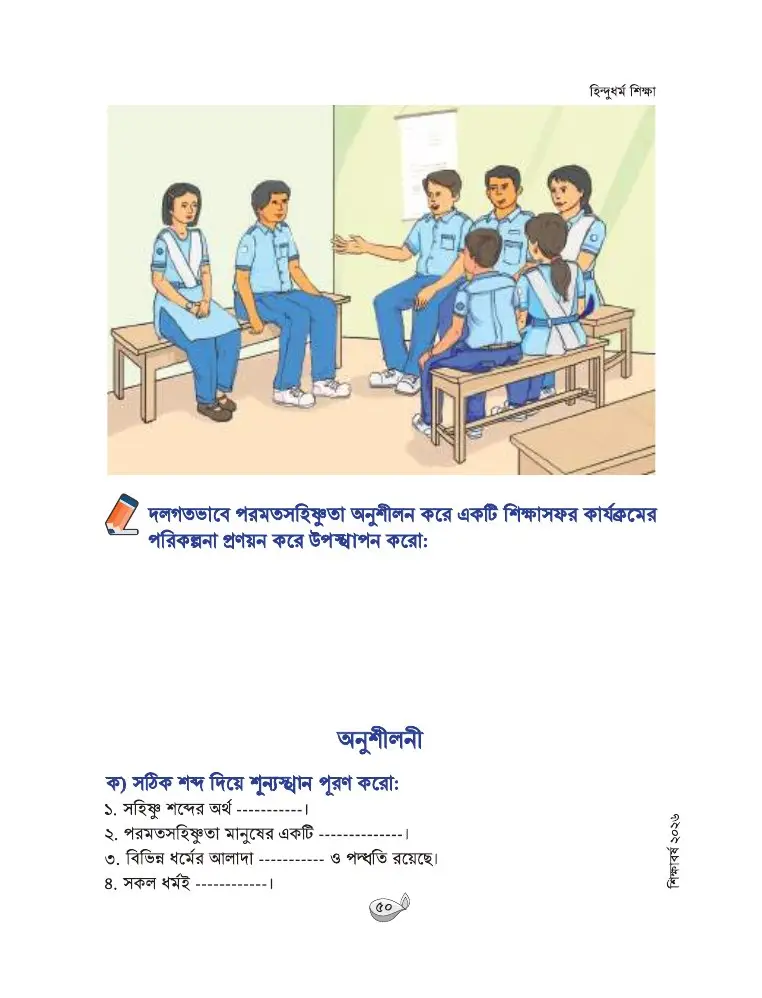 হিন্দুধর্ম শিক্ষা
দলগতভাবে পরমতসহিষ্ণুতা অনুশীলন করে একটি শিক্ষাসফর কার্যক্রমের
পরিকল্পনা প্রণয়ন করে উপস্থাপন করো:
অনুশীলনী
ক) সঠিক শব্দ দিয়ে শূন্যস্থান পূরণ করো:
১. সহিষ্ণু শব্দের অর্থ -----------।
২. পরমতসহিষ্ণুতা মানুষের একটি --------------।
৩. বিভিন্ন ধর্মের আলাদা ----------- ও পদ্ধতি রয়েছে।
৪. সকল ধর্মই ------------।
৫০
শিক্ষাবর্ষ ২০২৬